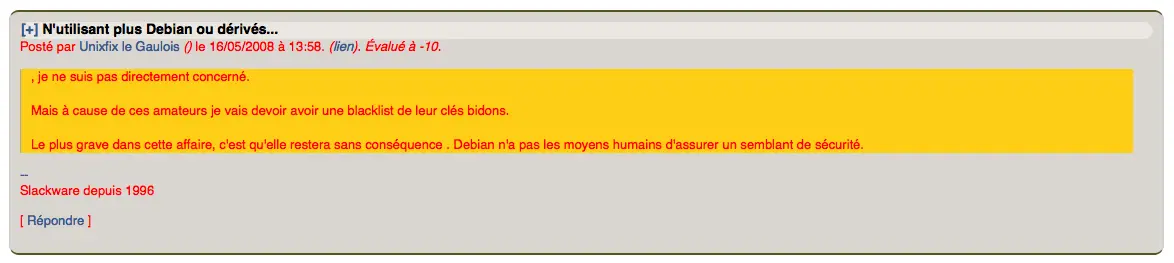 [+] N'utilisant plus Debian ou dérivés...
Posté par Unixfix le Gaulois () le 16/05/2008 à 13:58. (lien). Évalué à -10.
, je ne suis pas directement concerné.
Mais à cause de ces amateurs je vais devoir avoir une blacklist de leur clés bidons.
Le plus grave dans cette affaire, c'est qu'elle restera sans conséquence . Debian n'a pas les moyens humains d'assurer un semblant de sécurité.
--
Slackware depuis 1996
[ Répondre ]